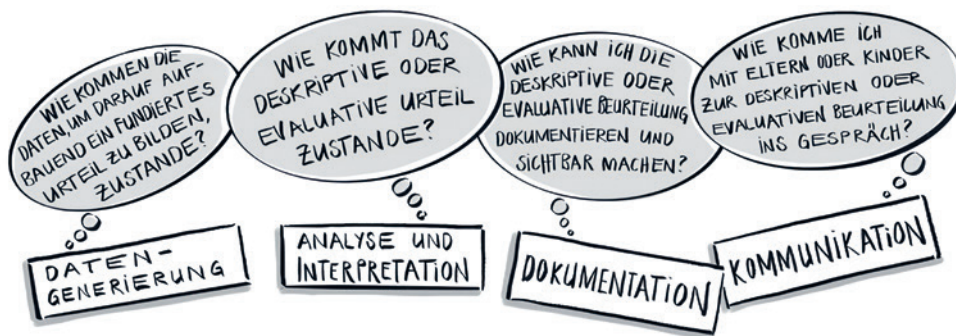 WIE KOMMEN DIE
DATEN, UM DARAUF AUF-
BAUEND EIN FUNDIERTES
URTEIL ZU BILDEN,
ZUSTANDE?
DATEN-
GENERIERUNG
WIE KOMMT DAS
DESKRIPTIVE ODER
EVALUATIVE URTEIL
ZUSTANDE?
ANALYSE UND
INTERPRETATION
WIE KANN ICH DIE
DESKRIPTIVE ODER
EVALUATIVE BEURTEILUNG
DOKUMENTIEREN UND
SICHTBAR MACHEN?
DOKUMENTATION
WIE KOMME ICH
MIT ELTERN ODER KINDER
ZUR DESKRIPTIVEN ODER
EVALUATIVEN BEURTEILUNG
INS GESPRÄCH?
KOMMUNIKATION